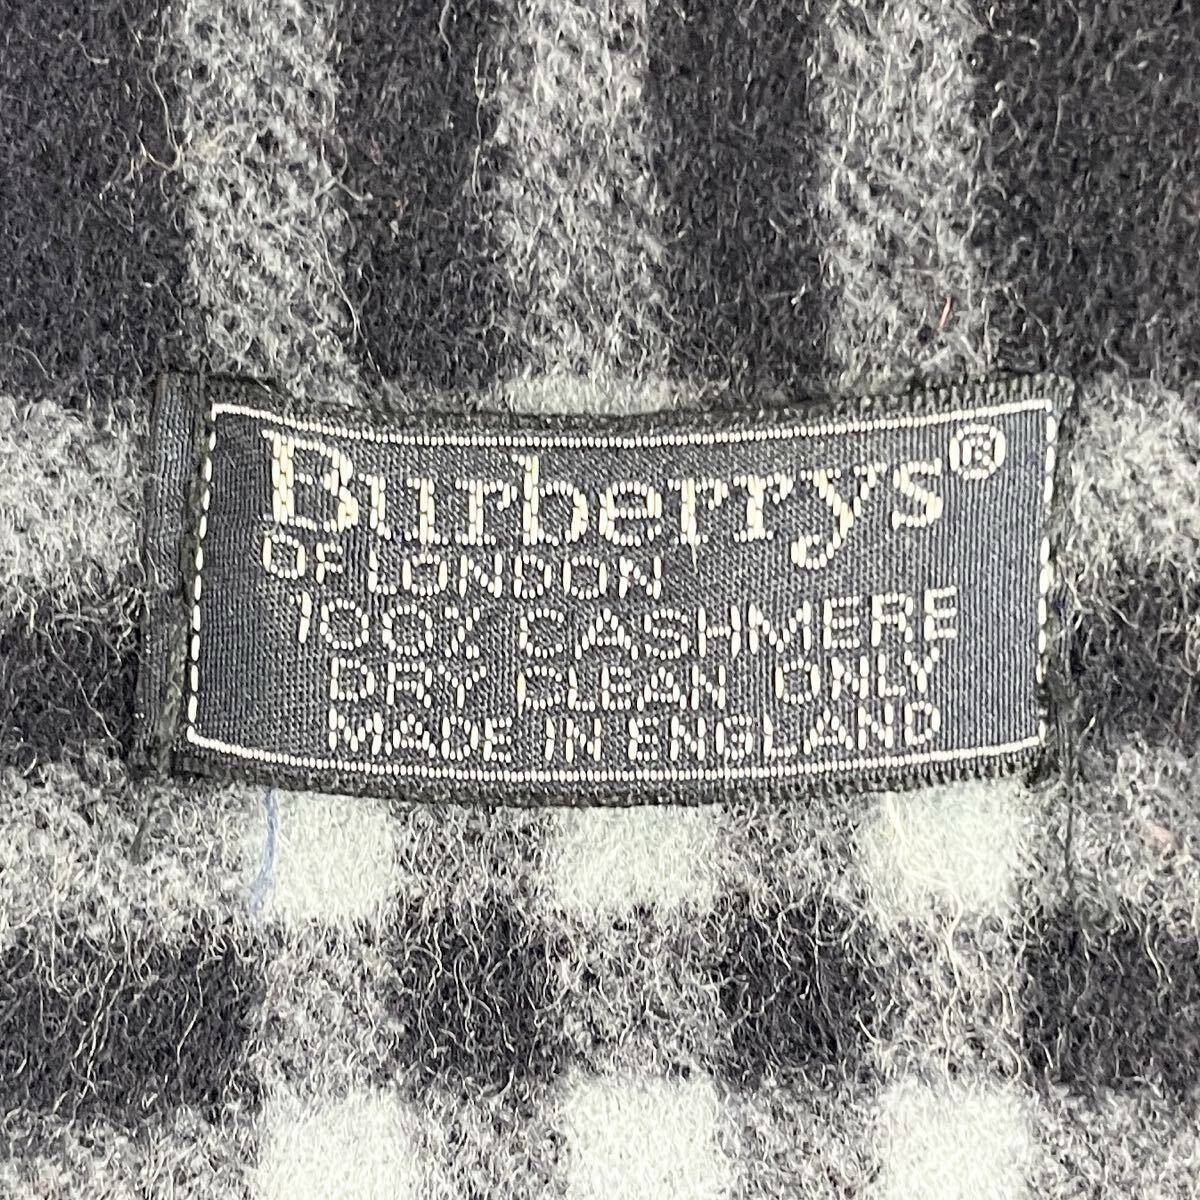 Burberrys®
OF LONDON
100% CASHMERE
DRY CLEAN ONLY
MADE IN ENGLAND